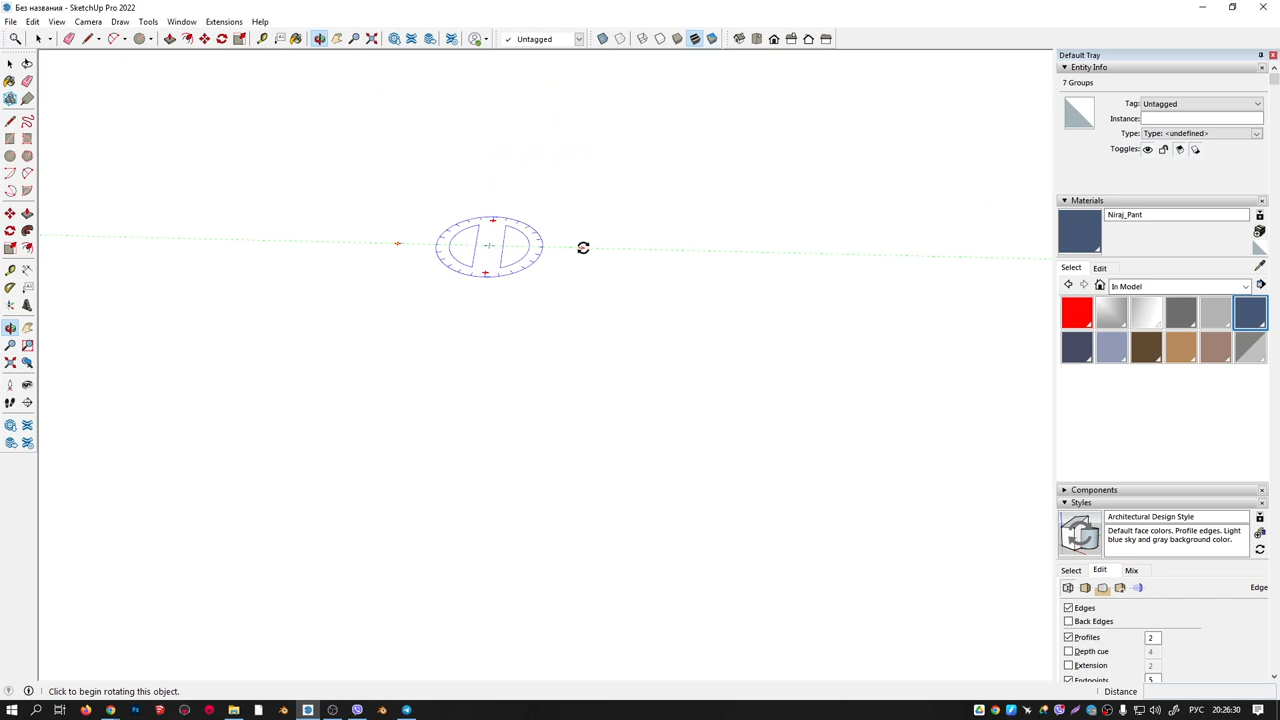 Без названия - SketchUp Pro 2022
File Edit View Camera Draw Tools Window Extensions Help
Untagged
Default Tray
Entity Info
7 Groups
Tag: Untagged
Instance:
Type: Type: <undefined>
Toggles:
Materials
Niraj_Pant
Select Edit
In Model
Components
Styles
Architectural Design Style
Default face colors. Profile edges. Light
blue sky and gray background color.
Select Edit Mix
Edge
Edges
Back Edges
Profiles 2
Depth cue 4
Extension 2
Endpoints 5
Click to begin rotating this object.
Distance
РУС 20:26:30